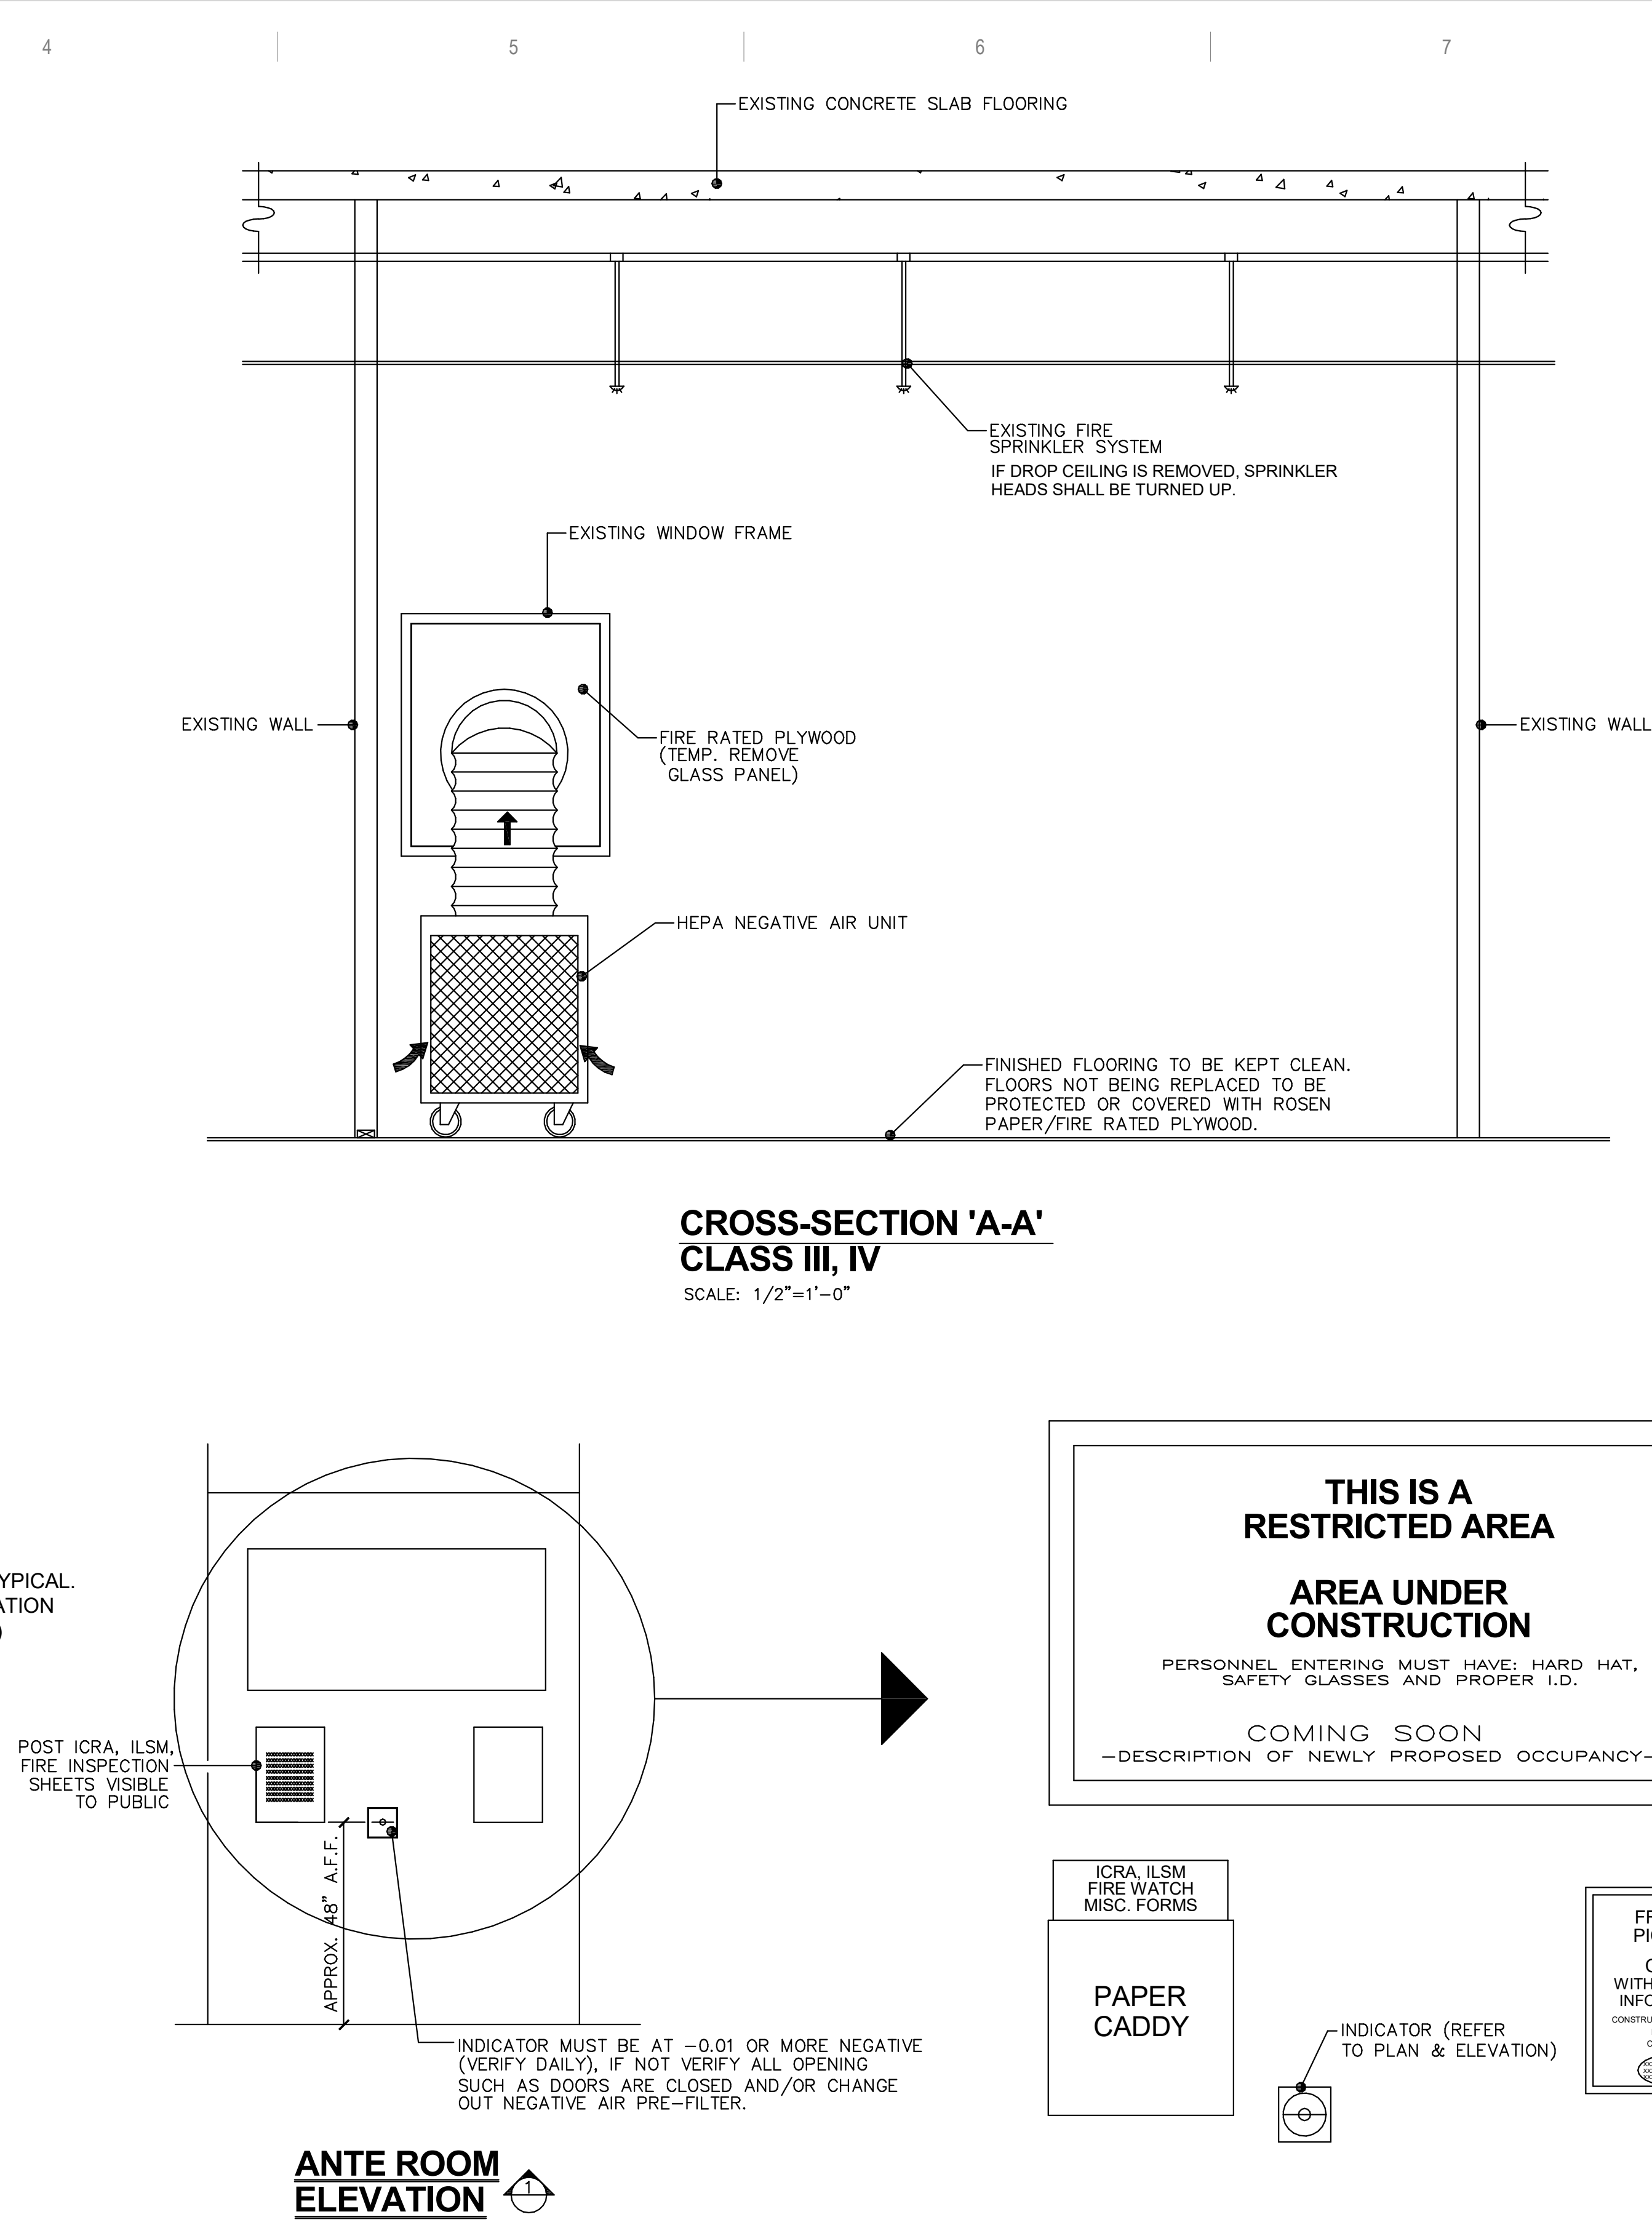 4
5
6
7
EXISTING CONCRETE SLAB FLOORING
EXISTING FIRE
SPRINKLER SYSTEM
IF DROP CEILING IS REMOVED, SPRINKLER
HEADS SHALL BE TURNED UP.
EXISTING WINDOW FRAME
EXISTING WALL
FIRE RATED PLYWOOD
(TEMP. REMOVE
GLASS PANEL)
EXISTING WALL
HEPA NEGATIVE AIR UNIT
FINISHED FLOORING TO BE KEPT CLEAN.
FLOORS NOT BEING REPLACED TO BE
PROTECTED OR COVERED WITH ROSEN
PAPER/FIRE RATED PLYWOOD.
CROSS-SECTION 'A-A'
CLASS III, IV
SCALE: 1/2"=1'-0"
YPICAL.
ATION
)
POST ICRA, ILSM,
FIRE INSPECTION
SHEETS VISIBLE
TO PUBLIC
APPROX. 48" A.F.F.
INDICATOR MUST BE AT -0.01 OR MORE NEGATIVE
(VERIFY DAILY), IF NOT VERIFY ALL OPENING
SUCH AS DOORS ARE CLOSED AND/OR CHANGE
OUT NEGATIVE AIR PRE-FILTER.
ANTE ROOM
ELEVATION
1
THIS IS A
RESTRICTED AREA
AREA UNDER
CONSTRUCTION
PERSONNEL ENTERING MUST HAVE: HARD HAT,
SAFETY GLASSES AND PROPER I.D.
COMING SOON
-DESCRIPTION OF NEWLY PROPOSED OCCUPANCY-
ICRA, ILSM
FIRE WATCH
MISC. FORMS
PAPER
CADDY
INDICATOR (REFER
TO PLAN & ELEVATION)
FR
PI
C
WITH
INFO
CONSTRU